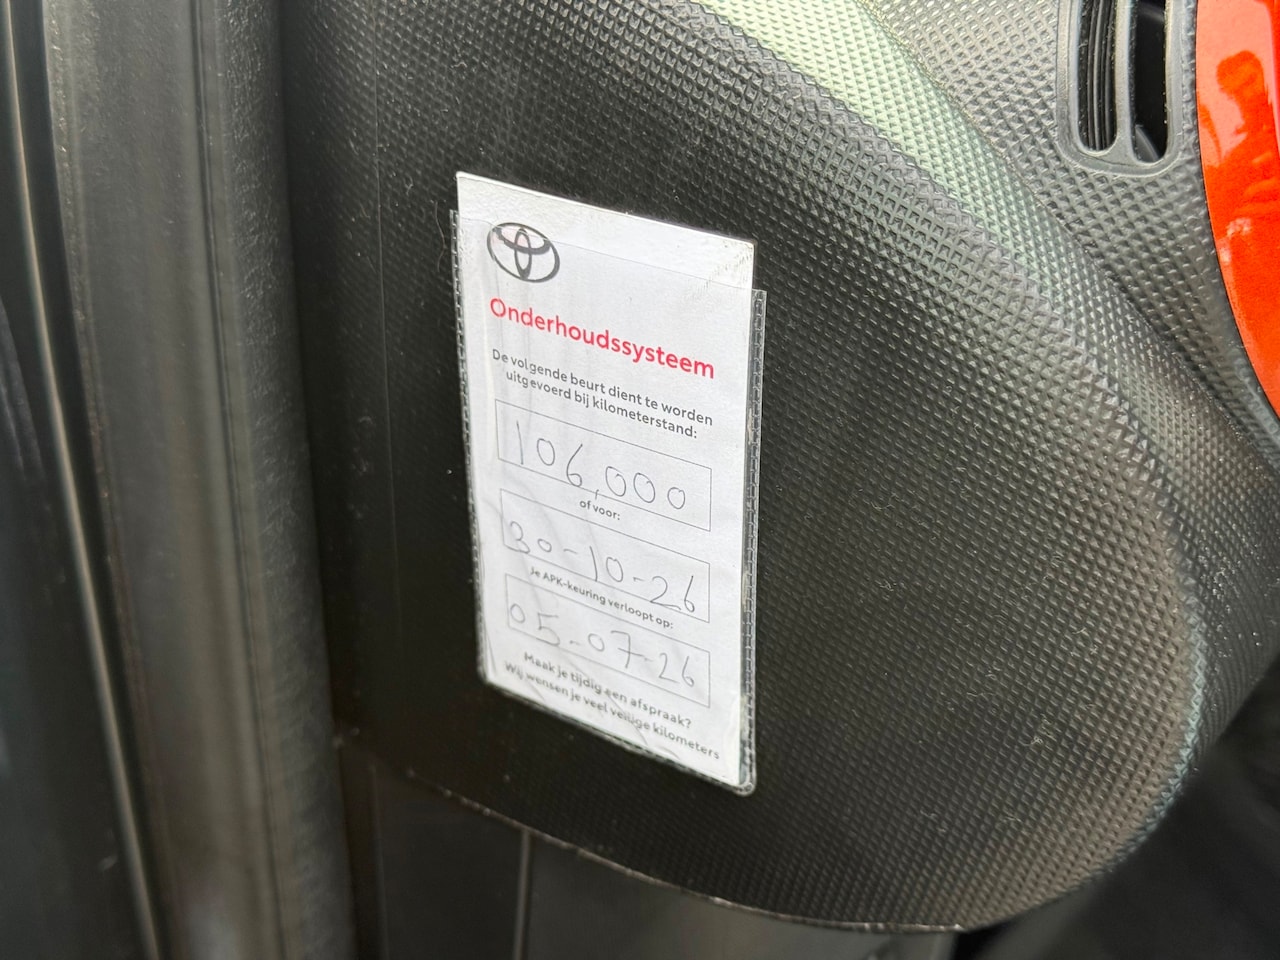 Onderhoudssysteem
De volgende beurt dient te worden
uitgevoerd bij kilometerstand:
106,000
of voor:
30-10-26
Je APK-keuring verloopt op:
05-07-26
Maak je tijdig een afspraak?
Wij wensen je veel veilige kilometers